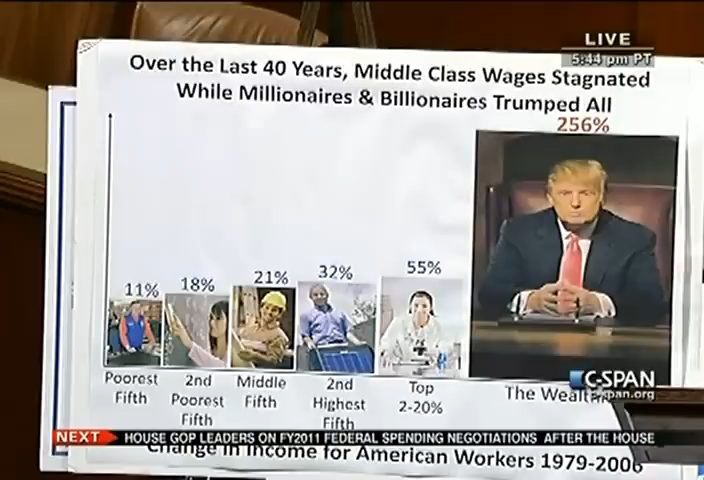 LIVE
5:44 pm PT
Over the Last 40 Years, Middle Class Wages Stagnated
While Millionaires & Billionaires Trumped All
256%
55%
32%
21%
18%
11%
Poorest
Fifth
2nd
Poorest
Fifth
Middle
Fifth
2nd
Highest
Fifth
Top
2-20%
The Wealth
C-SPAN
c-span.org
NEXT HOUSE GOP LEADERS ON FY2011 FEDERAL SPENDING NEGOTIATIONS AFTER THE HOUSE
Change in Income for American Workers 1979-2006